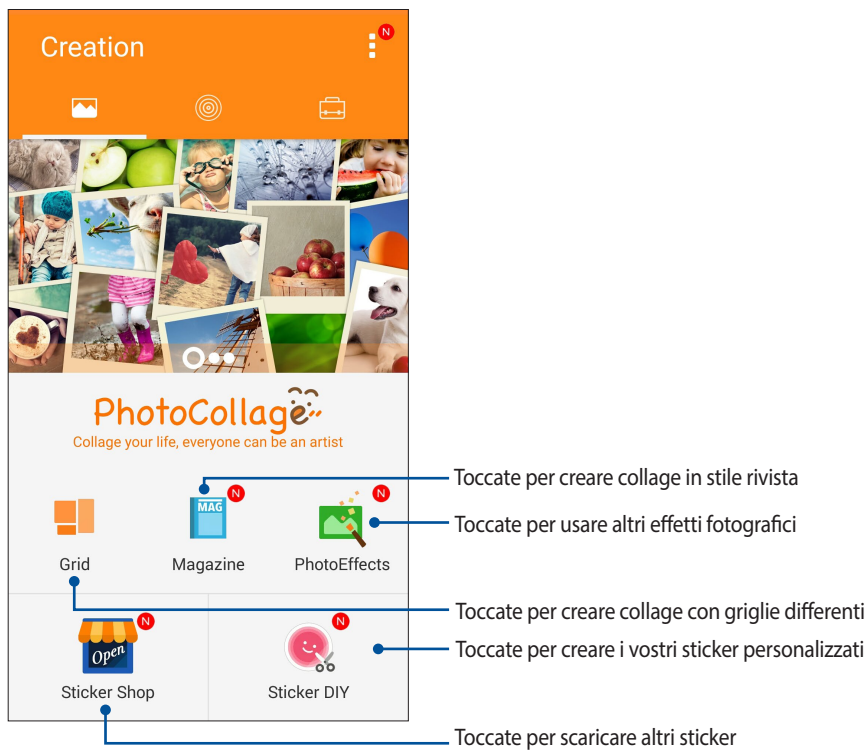 Creation
N
PhotoCollage
Collage your life, everyone can be an artist
Toccate per creare collage in stile rivista
N
N
MAG
Toccate per usare altri effetti fotografici
Grid
Magazine
PhotoEffects
Toccate per creare collage con griglie differenti
N
N
Open
Toccate per creare i vostri sticker personalizzati
Sticker Shop
Sticker DIY
Toccate per scaricare altri sticker